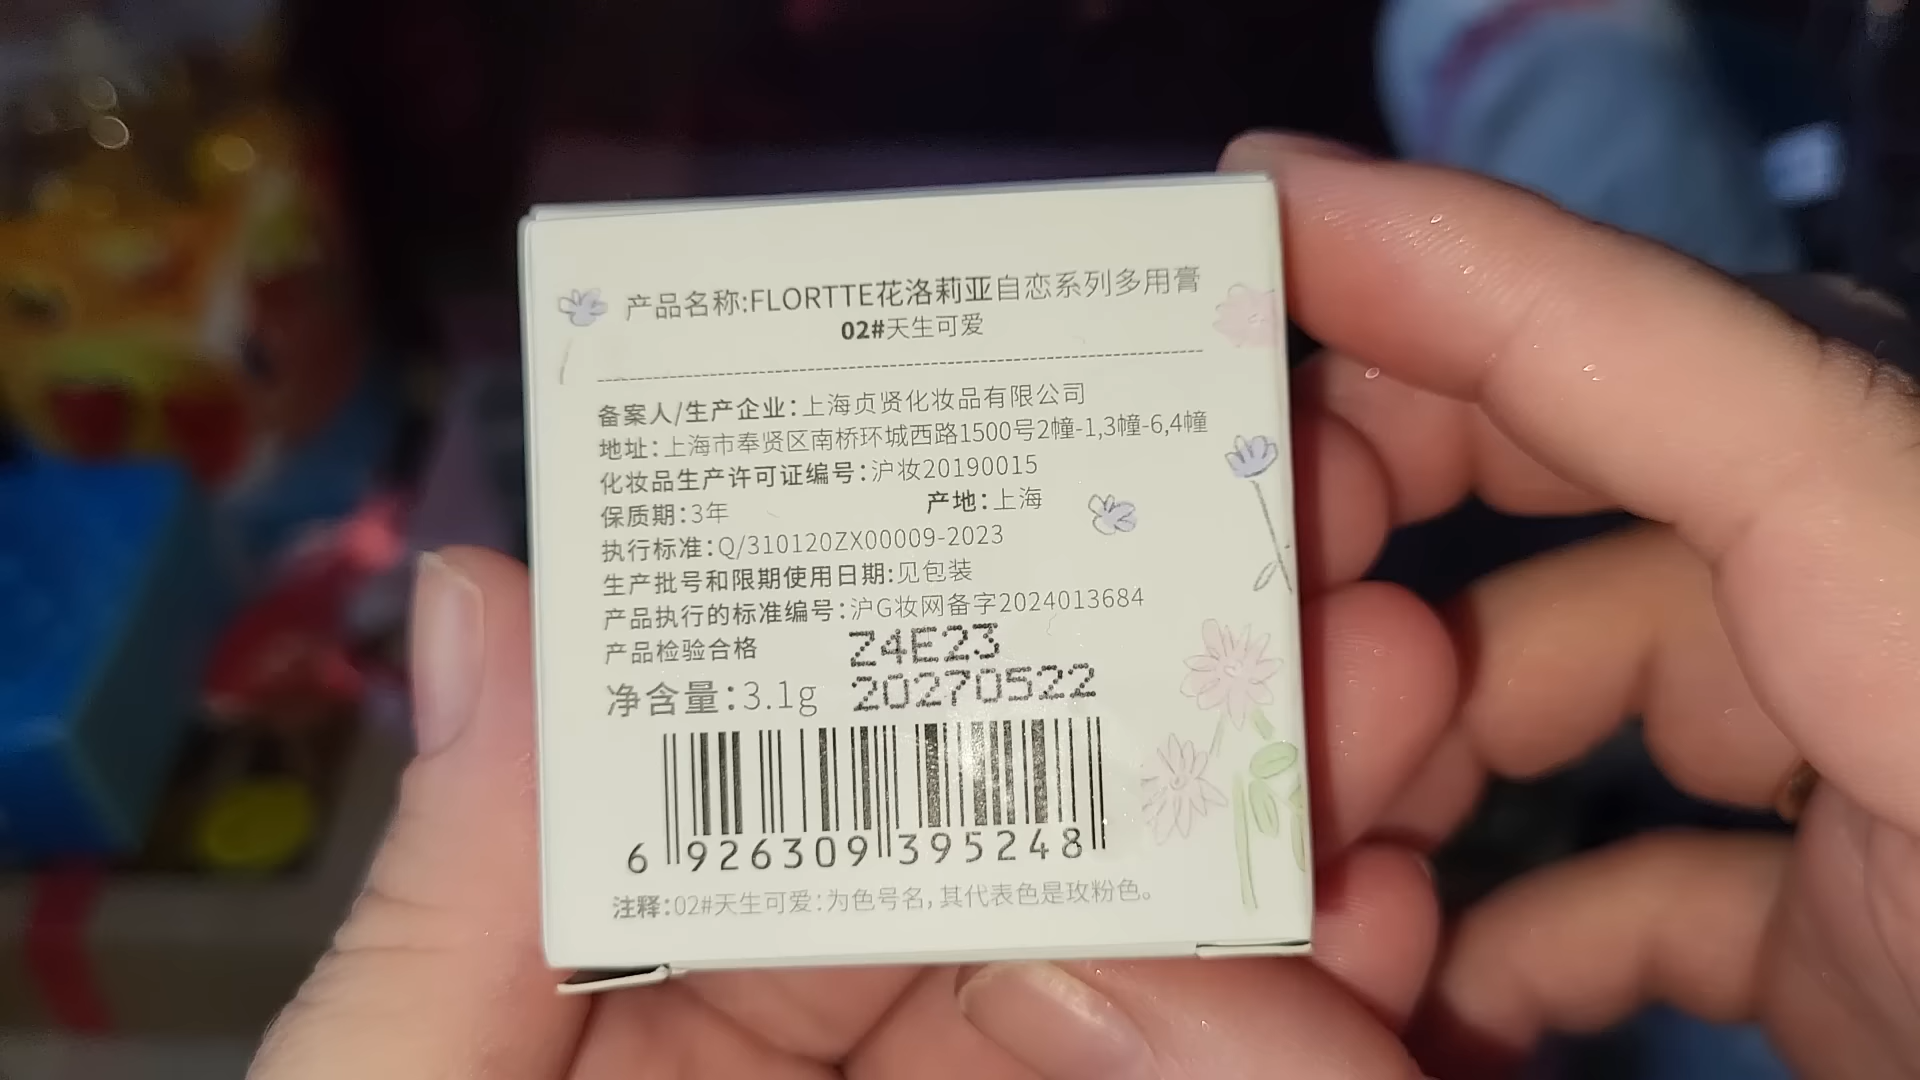 产品名称:FLORTTE花洛莉亚自恋系列多用膏
02#天生可爱
备案人/生产企业:上海贞贤化妆品有限公司
地址:上海市奉贤区南桥环城西路1500号2幢-1,3幢-6,4幢
化妆品生产许可证编号:沪妆20190015
保质期:3年 产地:上海
执行标准:Q/310120ZX00009-2023
生产批号和限期使用日期:见包装
产品执行的标准编号:沪G妆网备字2024013684
产品检验合格 Z4E23
净含量:3.1g 20270522
6 926309 395248
注释:02#天生可爱:为色号名,其代表色是玫粉色。